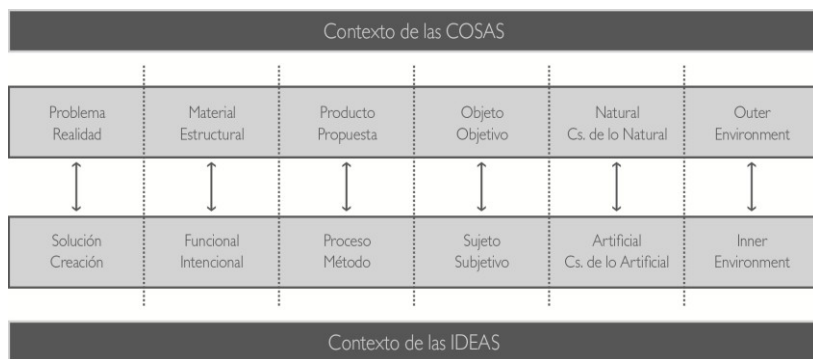 Contexto de las COSAS
Problema
Realidad
Material
Estructural
Producto
Propuesta
Objeto
Objetivo
Natural
Cs. de lo Natural
Outer
Environment
Solución
Creación
Funcional
Intencional
Proceso
Método
Sujeto
Subjetivo
Artificial
Cs. de lo Artificial
Inner
Environment
Contexto de las IDEAS